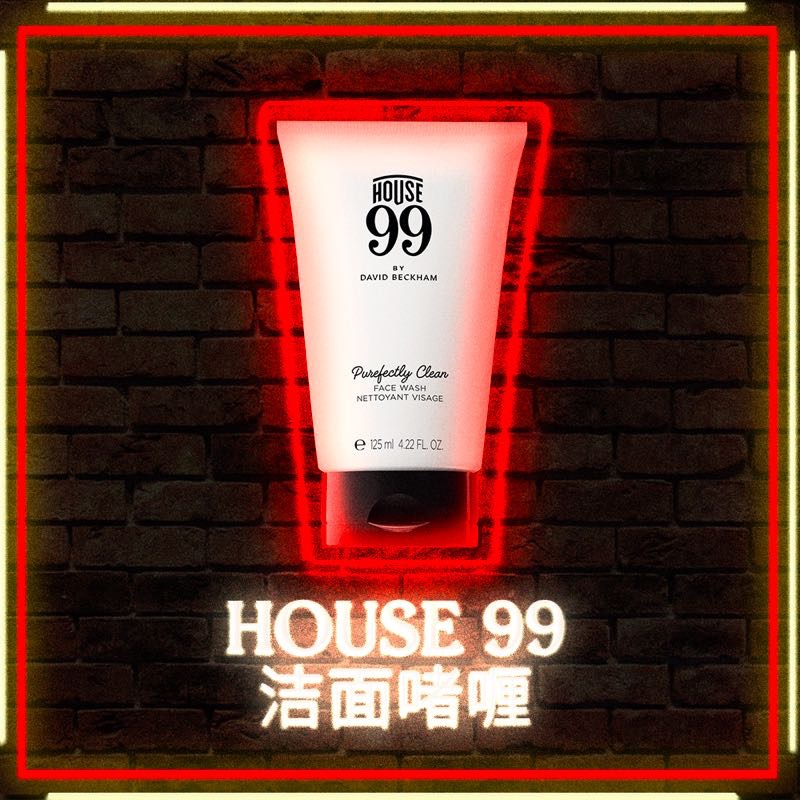 HOUSE
99
BY
DAVID BECKHAM
Purefectly Clean
FACE WASH
NETTOYANT VISAGE
℮ 125 ml 4.22 FL. OZ.
HOUSE 99
洁面啫喱